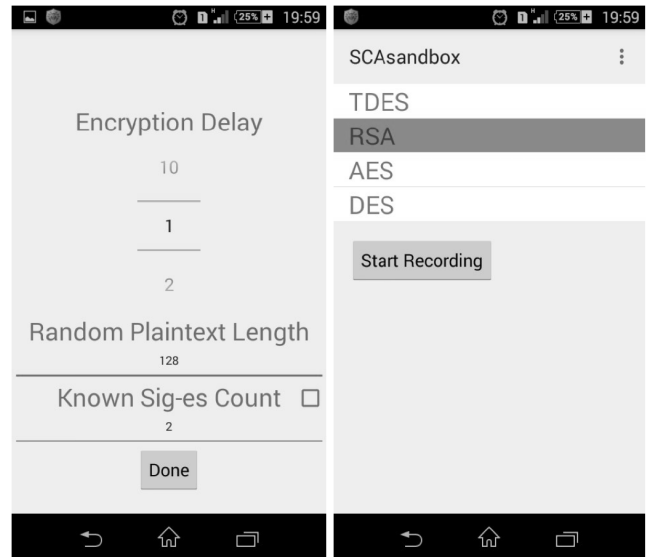 25% 19:59
Encryption Delay
10
1
2
Random Plaintext Length
128
Known Sig-es Count
2
Done
25% 19:59
SCAsandbox
TDES
RSA
AES
DES
Start Recording